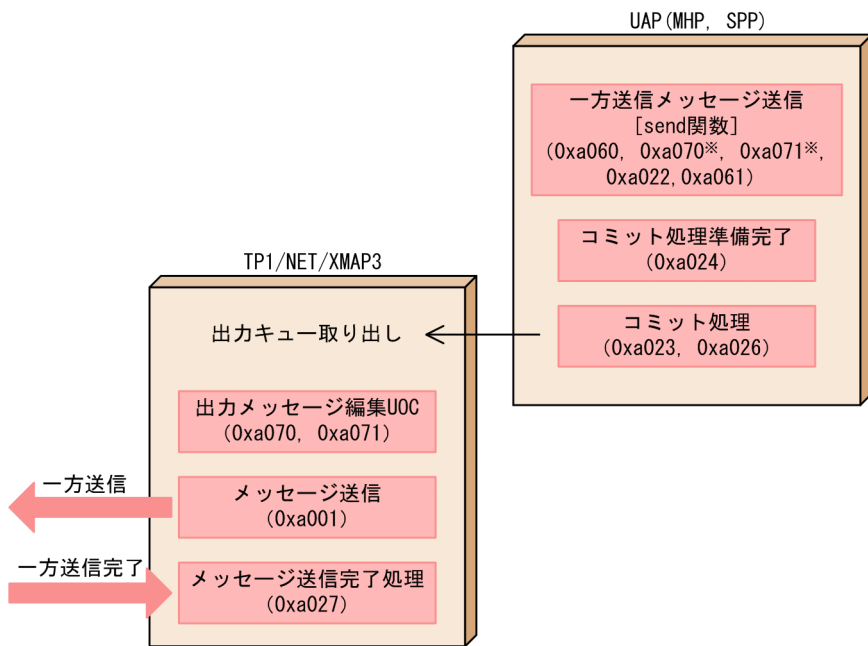 UAP(MHP, SPP)
一方送信メッセージ送信
[send関数]
(0xa060, 0xa070※, 0xa071※,
0xa022,0xa061)
コミット処理準備完了
(0xa024)
コミット処理
(0xa023, 0xa026)
TP1/NET/XMAP3
出力キュー取り出し
出力メッセージ編集UOC
(0xa070, 0xa071)
一方送信
メッセージ送信
(0xa001)
一方送信完了
メッセージ送信完了処理
(0xa027)